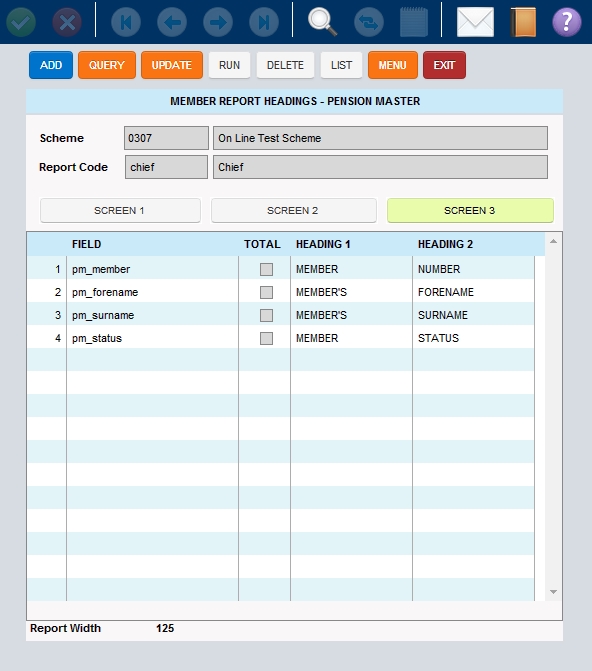 ?
ADD QUERY UPDATE RUN DELETE LIST MENU EXIT
MEMBER REPORT HEADINGS - PENSION MASTER
Scheme 0307 On Line Test Scheme
Report Code chief Chief
SCREEN 1 SCREEN 2 SCREEN 3
FIELD TOTAL HEADING 1 HEADING 2
1 pm_member MEMBER NUMBER
2 pm_forename MEMBER'S FORENAME
3 pm_surname MEMBER'S SURNAME
4 pm_status MEMBER STATUS
Report Width 125